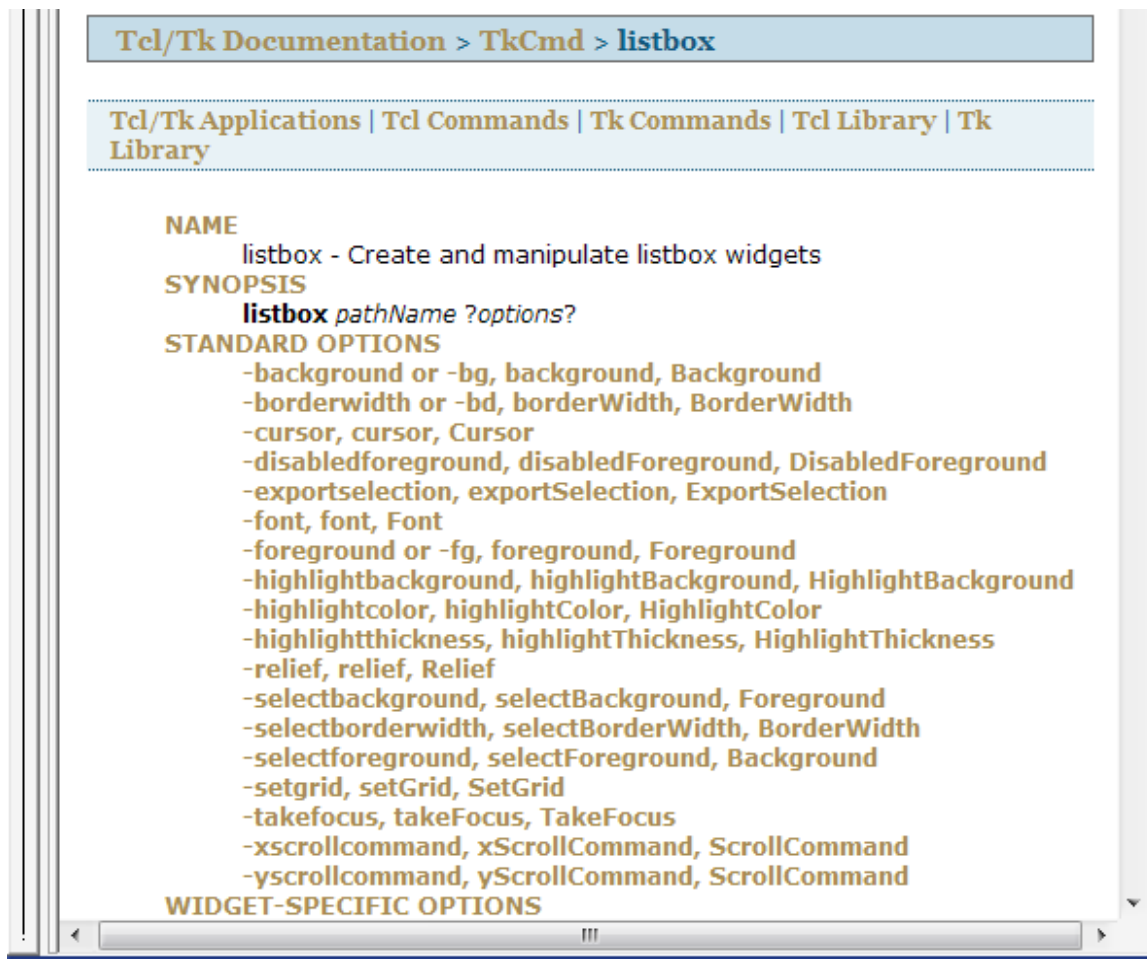 Tcl/Tk Documentation > TkCmd > listbox
Tcl/Tk Applications | Tcl Commands | Tk Commands | Tcl Library | Tk
Library
NAME
listbox - Create and manipulate listbox widgets
SYNOPSIS
listbox pathName ?options?
STANDARD OPTIONS
-background or -bg, background, Background
-borderwidth or -bd, borderWidth, BorderWidth
-cursor, cursor, Cursor
-disabledforeground, disabledForeground, DisabledForeground
-exportselection, exportSelection, ExportSelection
-font, font, Font
-foreground or -fg, foreground, Foreground
-highlightbackground, highlightBackground, HighlightBackground
-highlightcolor, highlightColor, HighlightColor
-highlightthickness, highlightThickness, HighlightThickness
-relief, relief, Relief
-selectbackground, selectBackground, Foreground
-selectborderwidth, selectBorderWidth, BorderWidth
-selectforeground, selectForeground, Background
-setgrid, setGrid, SetGrid
-takefocus, takeFocus, TakeFocus
-xscrollcommand, xScrollCommand, ScrollCommand
-yscrollcommand, yScrollCommand, ScrollCommand
WIDGET-SPECIFIC OPTIONS